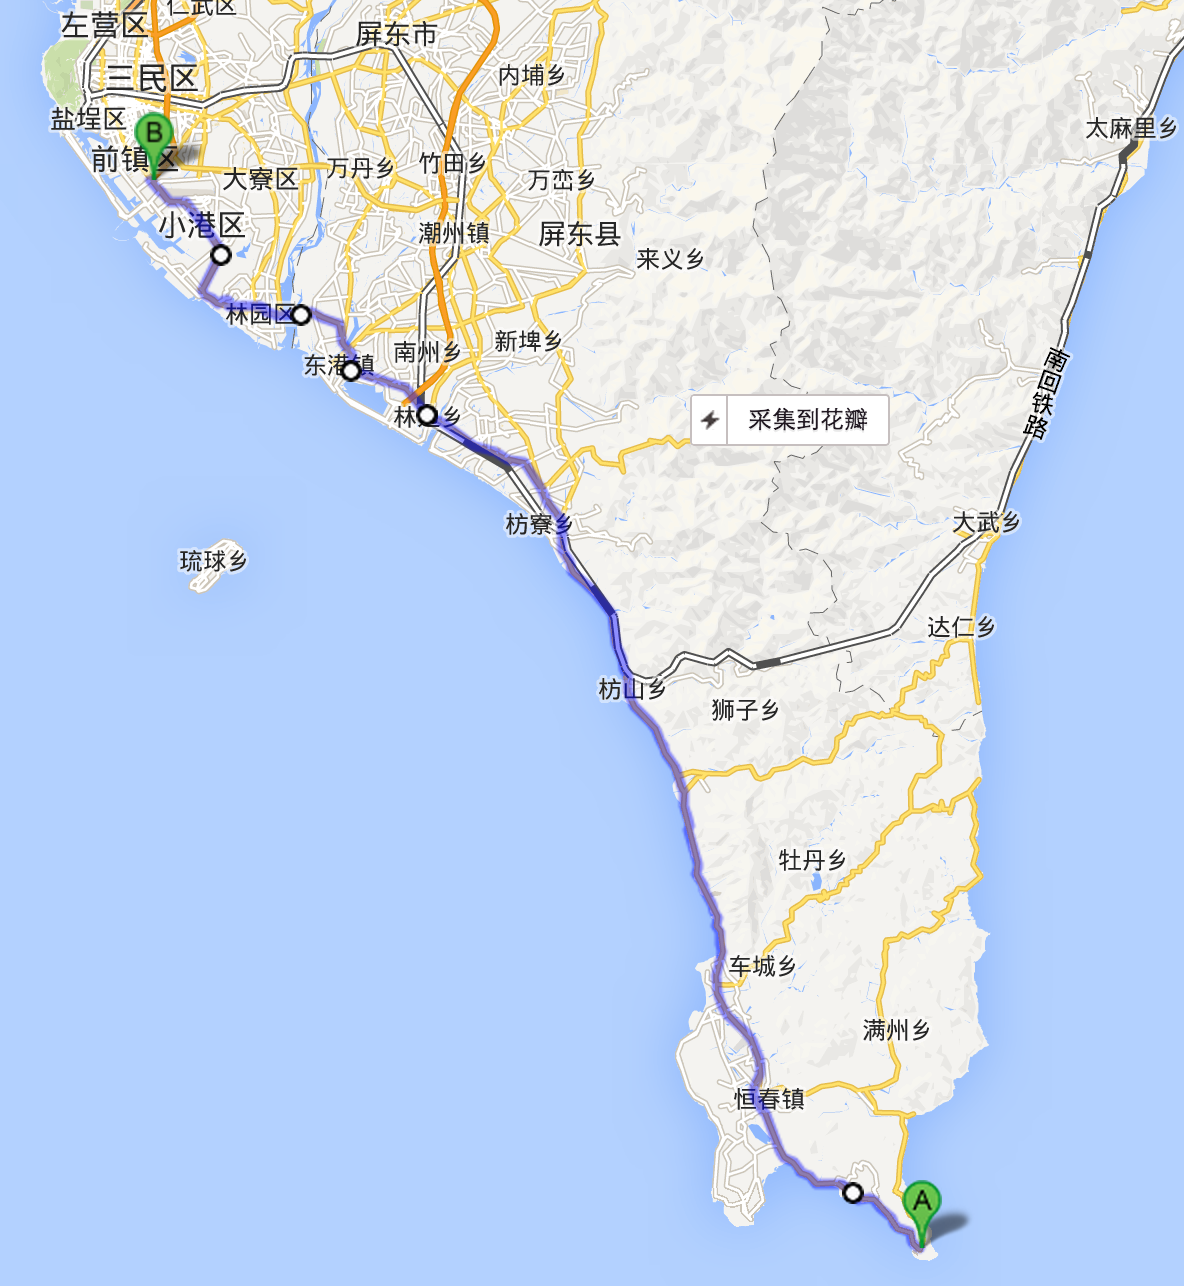 仁武区
左营区
屏东市
三民区
内埔乡
盐埕区
太麻里乡
B
前镇区
大寮区
万丹乡
竹田乡
万峦乡
小港区
潮州镇
屏东县
来义乡
林园区
东港镇
南州乡
新埤乡
南回铁路
林边乡
采集到花瓣
枋寮乡
大武乡
琉球乡
达仁乡
枋山乡
狮子乡
牡丹乡
车城乡
满州乡
恒春镇
A